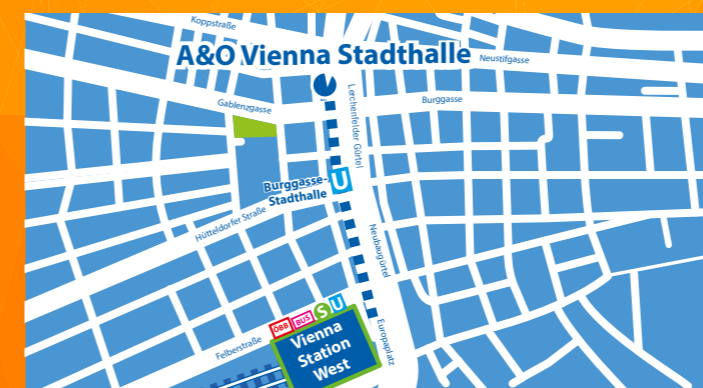 Koppstraße
A&O Vienna Stadthalle
Neustifgasse
Gablenzgasse
Lerchenfelder Gürtel
Burggasse
Burggasse-
Stadthalle
U
Hütteldorfer Straße
Neubaugürtel
ÖBB BUS S U
Vienna
Station
West
Felberstraße
Europaplatz